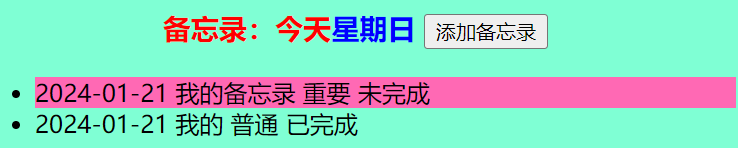 备忘录：今天星期日 添加备忘录
2024-01-21 我的备忘录 重要 未完成
2024-01-21 我的 普通 已完成